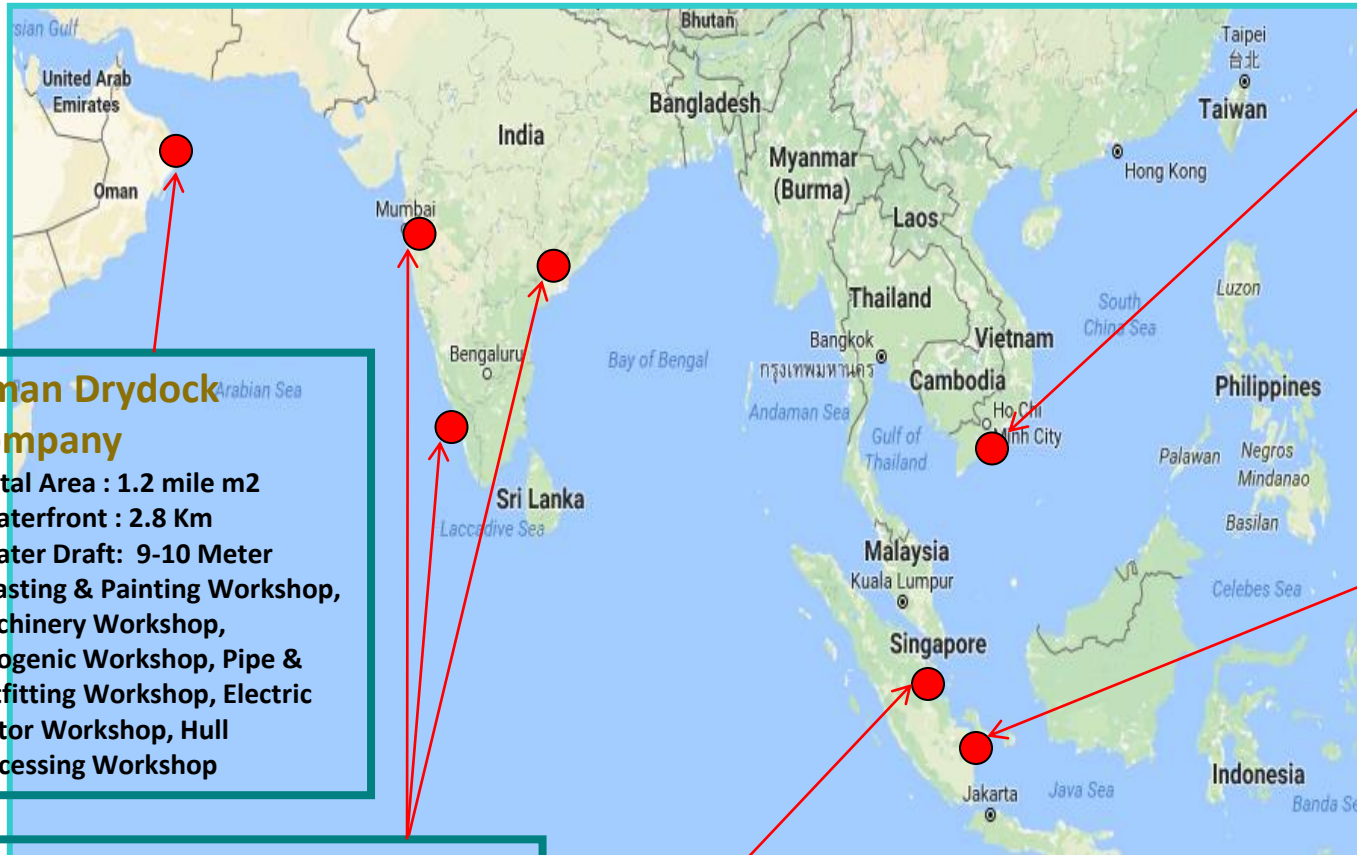 sian Gulf
United Arab
Emirates
Oman
Bhutan
Bangladesh
India
Myanmar
(Burma)
Taipei
台北
Taiwan
Hong Kong
Mumbai
Laos
Luzon
Thailand
South
China Sea
Bengaluru
Bay of Bengal
Bangkok
กรุงเทพมหานคร
Vietnam
Cambodia
Philippines
Arabian Sea
Andaman Sea
Ho Chi
Minh City
Gulf of
Thailand
Palawan
Negros
Mindanao
Basilan
Sri Lanka
Laccadive Sea
Malaysia
Kuala Lumpur
Celebes Sea
Singapore
Indonesia
Jakarta
Java Sea
Banda Se
man Drydock
ompany
tal Area : 1.2 mile m2
aterfront : 2.8 Km
ater Draft: 9-10 Meter
asting & Painting Workshop,
chinery Workshop,
ogenic Workshop, Pipe &
tfitting Workshop, Electric
tor Workshop, Hull
cessing Workshop